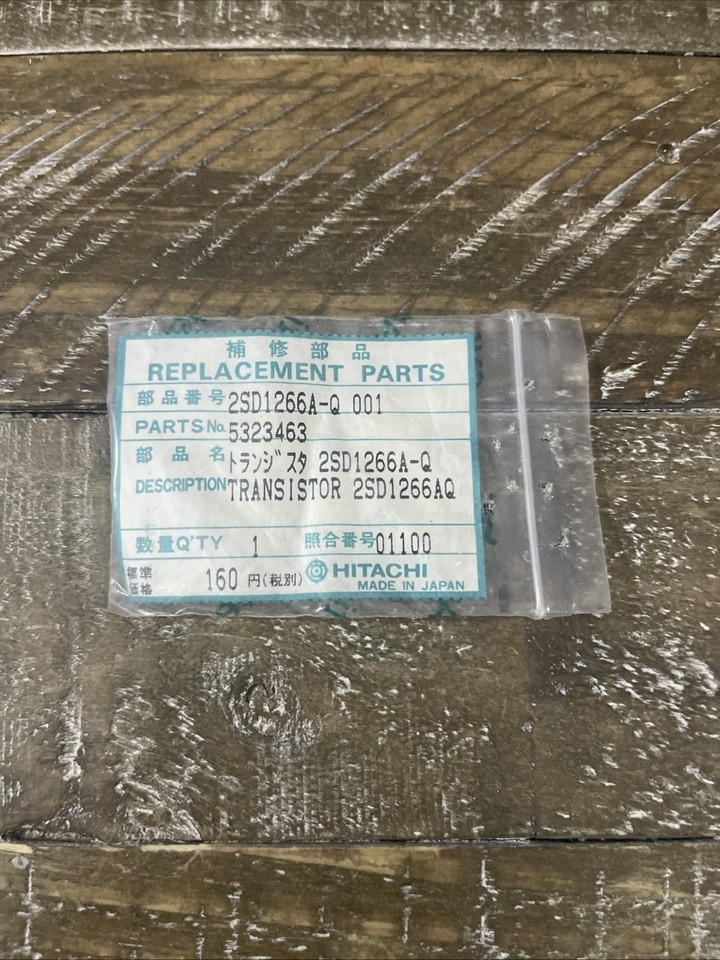 補修部品
REPLACEMENT PARTS
部品番号 2SD1266A-Q 001
PARTS No. 5323463
部品名 トランジスタ 2SD1266A-Q
DESCRIPTION TRANSISTOR 2SD1266AQ
数量Q'TY 1 照合番号 01100
標準価格 160 円(税別) HITACHI
MADE IN JAPAN